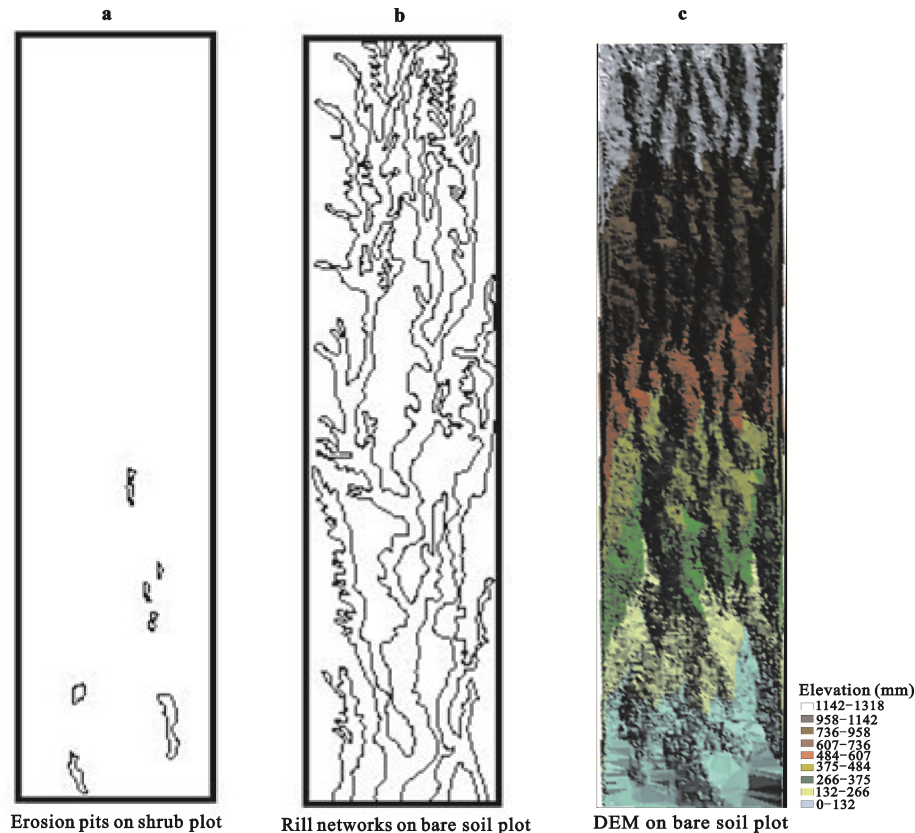 a b c
Elevation (mm)
1142-1318
958-1142
736-958
607-736
484-607
375-484
266-375
132-266
0-132
Erosion pits on shrub plot
Rill networks on bare soil plot
DEM on bare soil plot